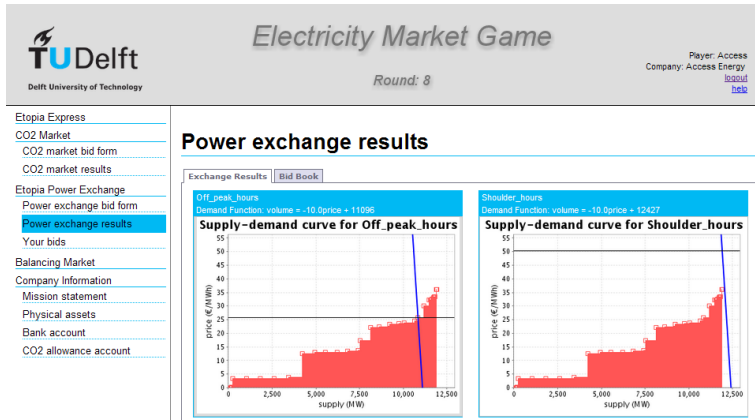 TUDelft
Delft University of Technology
Electricity Market Game
Round: 8
Player: Access
Company: Access Energy
logout
help
Etopia Express
CO2 Market
CO2 market bid form
CO2 market results
Etopia Power Exchange
Power exchange bid form
Power exchange results
Your bids
Balancing Market
Company Information
Mission statement
Physical assets
Bank account
CO2 allowance account
Power exchange results
Exchange Results
Bid Book
Off_peak_hours
Demand Function: volume = -10.0price + 11096
Supply-demand curve for Off_peak_hours
55
50
45
40
35
30
25
20
15
10
5
0
price (€/MWh)
0 2,500 5,000 7,500 10,000 12,500
supply (MW)
Shoulder_hours
Demand Function: volume = -10.0price + 12427
Supply-demand curve for Shoulder_hours
55
50
45
40
35
30
25
20
15
10
5
0
price (€/MWh)
0 2,500 5,000 7,500 10,000 12,500
supply (MW)